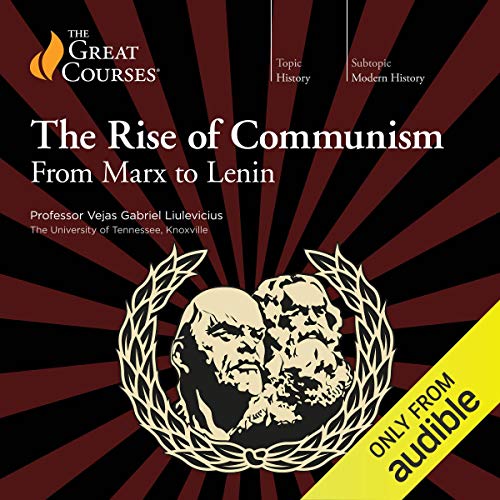 THE
GREAT
COURSES®
Topic
History
Subtopic
Modern History
The Rise of Communism
From Marx to Lenin
Professor Vejas Gabriel Liulevicius
The University of Tennessee, Knoxville
ONLY FROM
audible